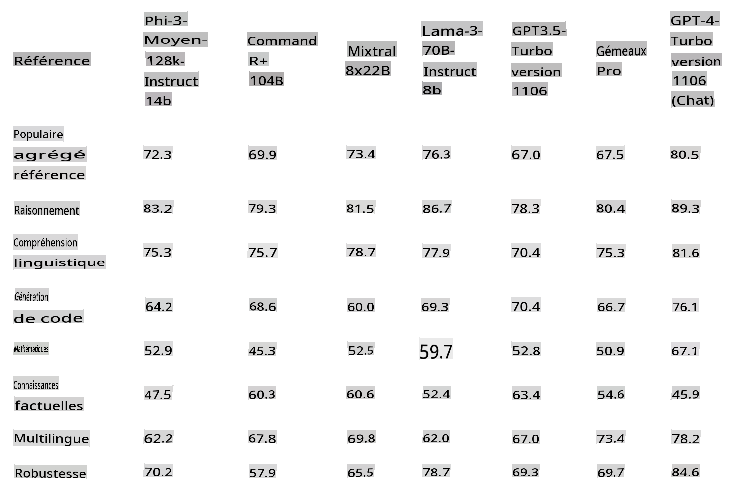 Référence Phi-3-Moyen-128k-Instruct 14b Command R+ 104B Mixtral 8x22B Lama-3-70B-Instruct 8b GPT3.5-Turbo version 1106 Gémeaux Pro GPT-4-Turbo version 1106 (Chat)
Populaire agrégé référence 72.3 69.9 73.4 76.3 67.0 67.5 80.5
Raisonnement 83.2 79.3 81.5 86.7 78.3 80.4 89.3
Compréhension linguistique 75.3 75.7 78.7 77.9 70.4 75.3 81.6
Génération de code 64.2 68.6 60.0 69.3 70.4 66.7 76.1
Mathématiques 52.9 45.3 52.5 59.7 52.8 50.9 67.1
Connaissances factuelles 47.5 60.3 60.6 52.4 63.4 54.6 45.9
Multilingue 62.2 67.8 69.8 62.0 67.0 73.4 78.2
Robustesse 70.2 57.9 65.5 78.7 69.3 69.7 84.6